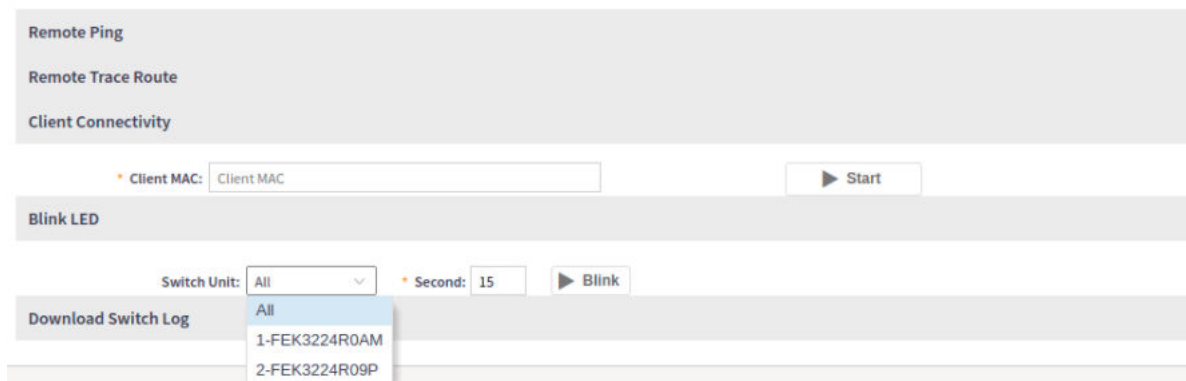 Remote Ping
Remote Trace Route
Client Connectivity
* Client MAC: Client MAC Start
Blink LED
Switch Unit: All * Second: 15 Blink
All
Download Switch Log
1-FEK3224R0AM
2-FEK3224R09P